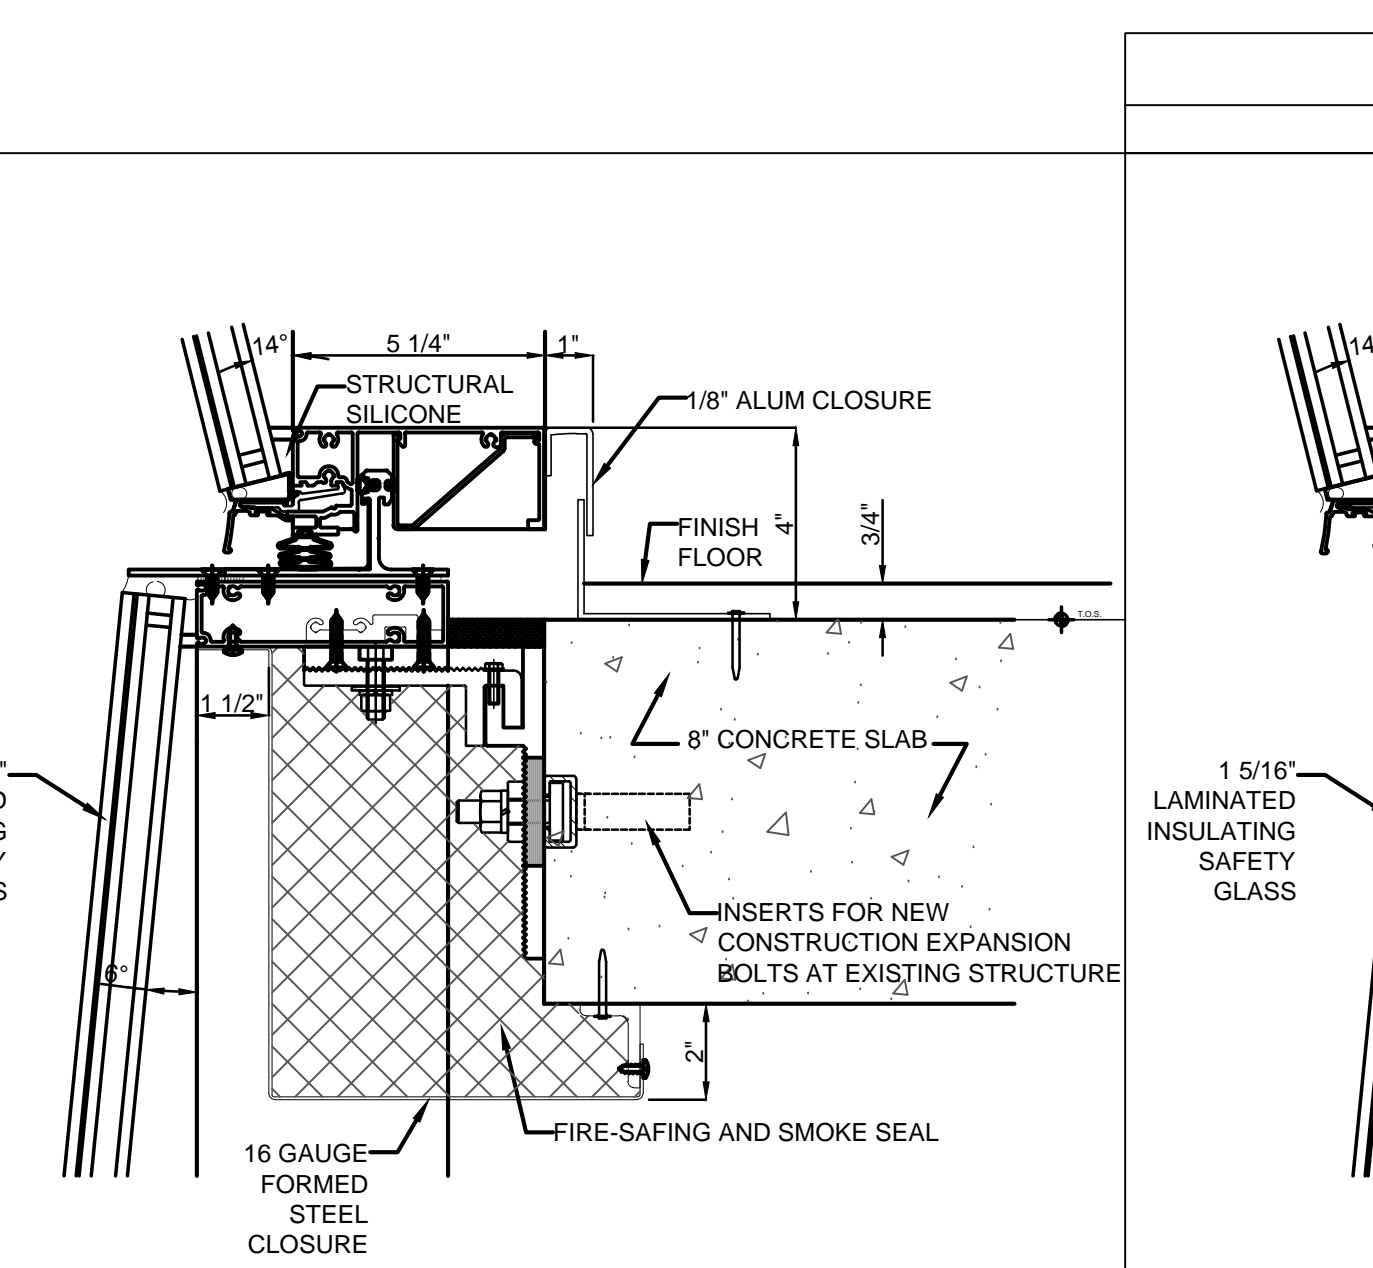 14°
5 1/4"
1"
14
STRUCTURAL
SILICONE
1/8" ALUM CLOSURE
4"
3/4"
FINISH
FLOOR
T.O.S.
1 1/2"
8" CONCRETE SLAB
"
D
G
Y
S
1 5/16"
LAMINATED
INSULATING
SAFETY
GLASS
INSERTS FOR NEW
CONSTRUCTION EXPANSION
BOLTS AT EXISTING STRUCTURE
6°
2"
FIRE-SAFING AND SMOKE SEAL
16 GAUGE
FORMED
STEEL
CLOSURE